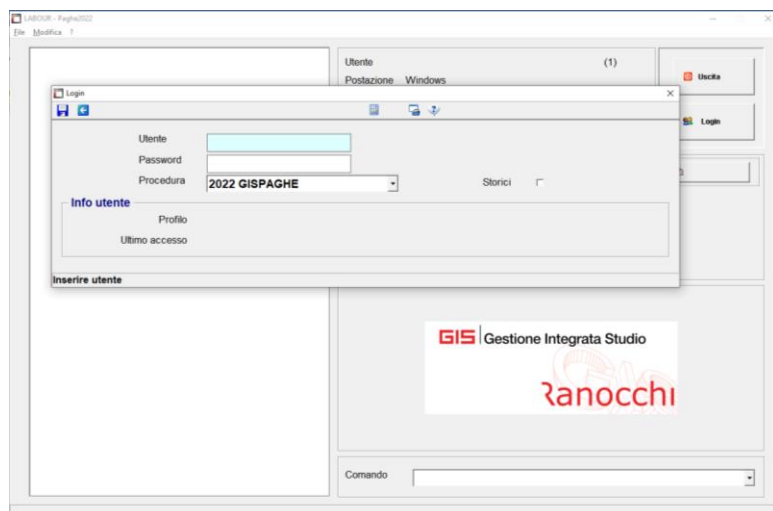 LABOUR - Paghe2022
File Modifica ?
Utente (1)
Postazione Windows
Uscita
Login
Login
Utente
Password
Procedura 2022 GISPAGHE Storici
Info utente
Profilo
Ultimo accesso
Inserire utente
GIS Gestione Integrata Studio
Ranocchi
Comando